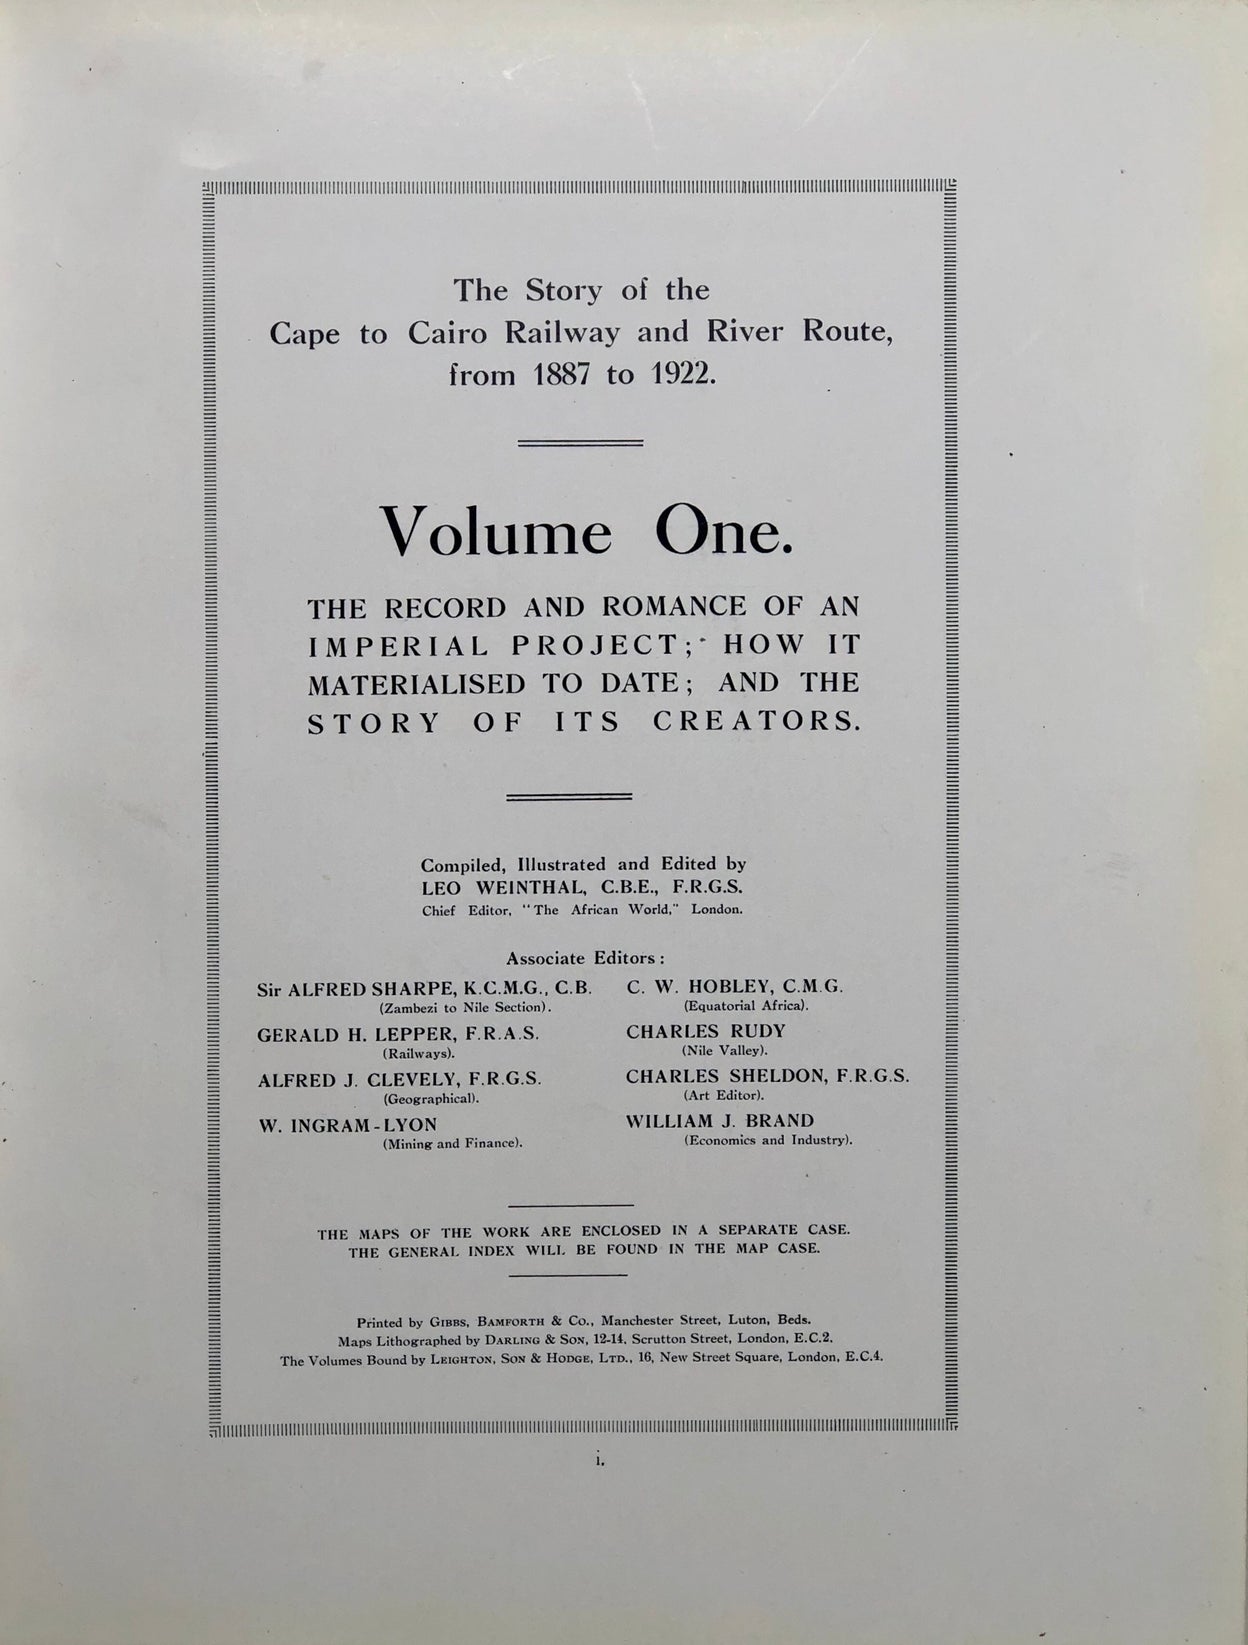 The Story of the
Cape to Cairo Railway and River Route,
from 1887 to 1922.
Volume One.
THE RECORD AND ROMANCE OF AN
IMPERIAL PROJECT; HOW IT
MATERIALISED TO DATE; AND THE
STORY OF ITS CREATORS.
Compiled, Illustrated and Edited by
LEO WEINTHAL, C.B.E., F.R.G.S.
Chief Editor, "The African World," London.
Associate Editors:
Sir ALFRED SHARPE, K.C.M.G., C.B.
(Zambezi to Nile Section).
GERALD H. LEPPER, F.R.A.S.
(Railways).
ALFRED J. CLEVELY, F.R.G.S.
(Geographical).
W. INGRAM-LYON
(Mining and Finance).
C. W. HOBLEY, C.M.G.
(Equatorial Africa).
CHARLES RUDY
(Nile Valley).
CHARLES SHELDON, F.R.G.S.
(Art Editor).
WILLIAM J. BRAND
(Economics and Industry).
THE MAPS OF THE WORK ARE ENCLOSED IN A SEPARATE CASE.
THE GENERAL INDEX WILL BE FOUND IN THE MAP CASE.
Printed by GIBBS, BAMFORTH & Co., Manchester Street, Luton, Beds.
Maps Lithographed by DARLING & SON, 12-14, Scrutton Street, London, E.C.2.
The Volumes Bound by LEIGHTON, SON & HODGE, LTD., 16, New Street Square, London, E.C.4.
i.